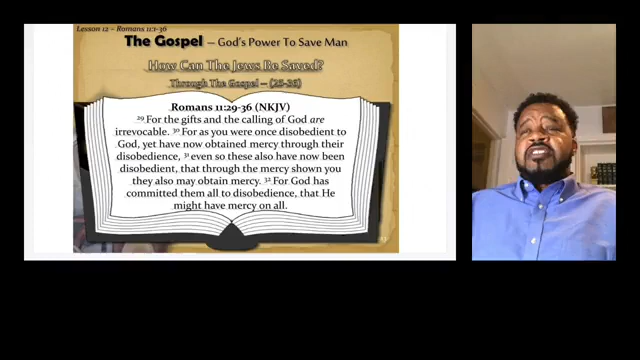 Lesson 12 – Romans 11:1-36
The Gospel – God's Power To Save Man
How Can The Jews Be Saved?
Through The Gospel – (25-36)
Romans 11:29-36 (NKJV)
29 For the gifts and the calling of God are
irrevocable. 30 For as you were once disobedient to
God, yet have now obtained mercy through their
disobedience, 31 even so these also have now been
disobedient, that through the mercy shown you
they also may obtain mercy. 32 For God has
committed them all to disobedience, that He
might have mercy on all.